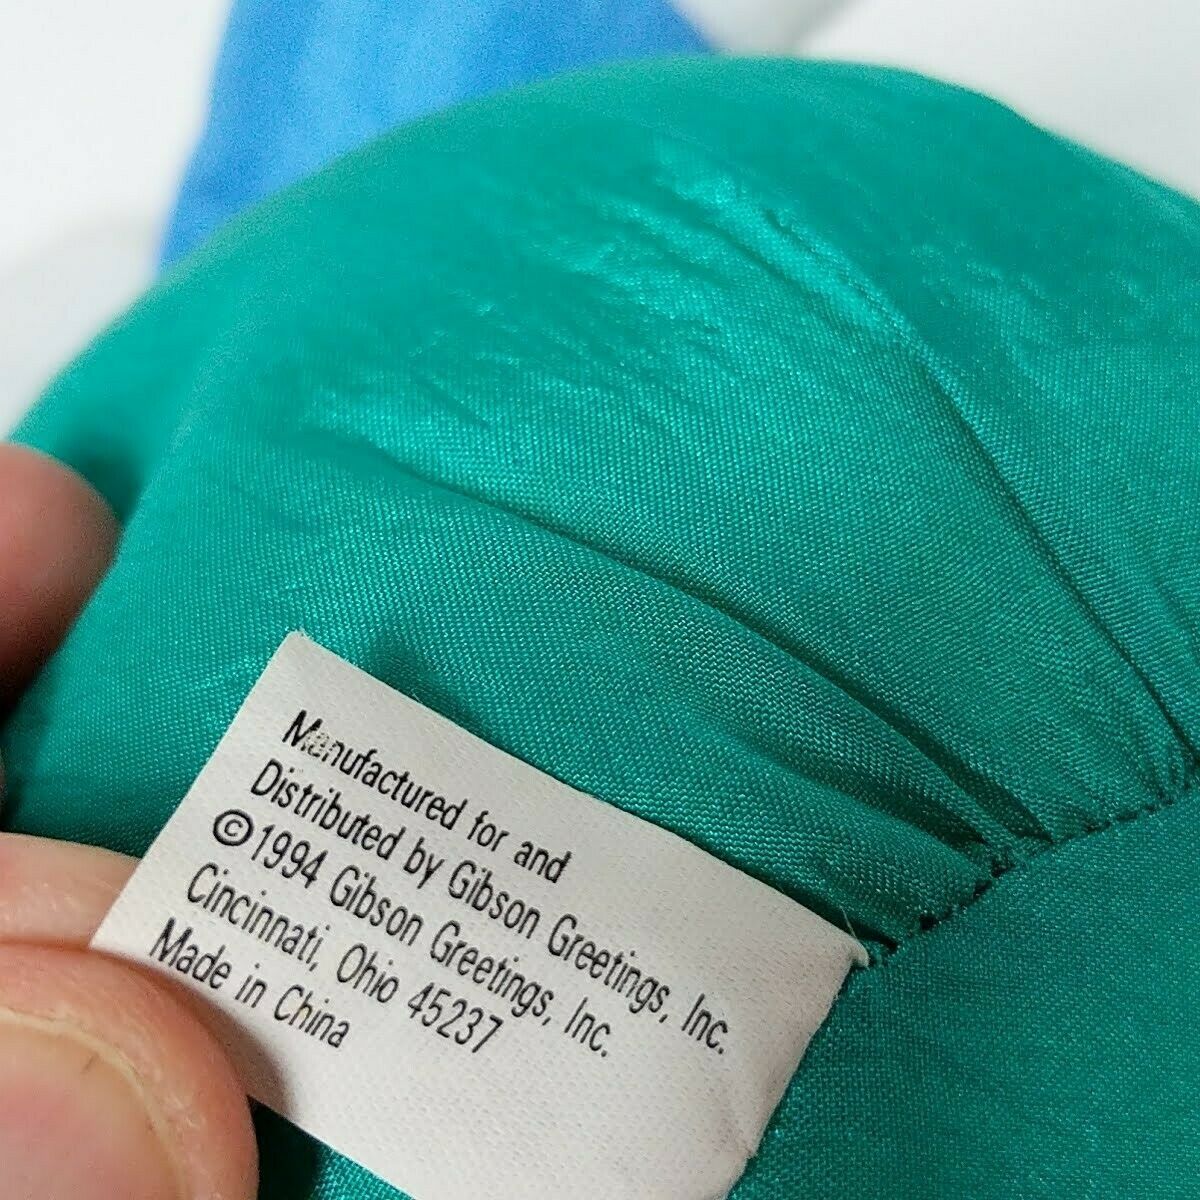 Manufactured for and
Distributed by Gibson Greetings, Inc.
©1994 Gibson Greetings, Inc.
Cincinnati, Ohio 45237
Made in China